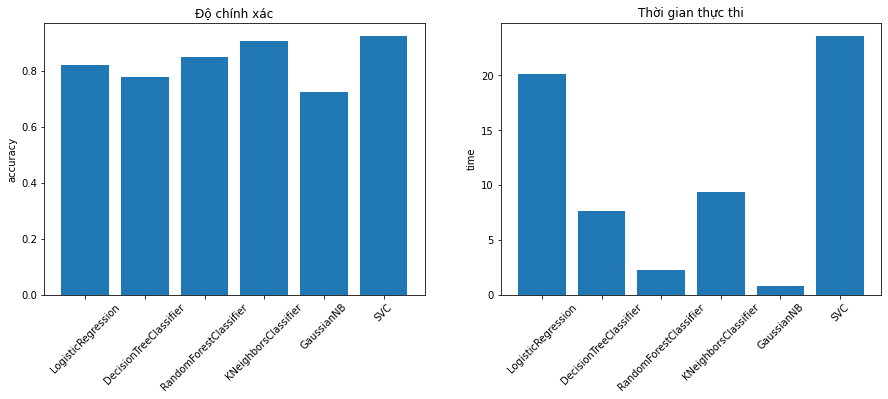 Độ chính xác
accuracy
0.8
0.6
0.4
0.2
0.0
LogisticRegression
DecisionTreeClassifier
RandomForestClassifier
KNeighborsClassifier
GaussianNB
SVC
Thời gian thực thi
time
20
15
10
5
0
LogisticRegression
DecisionTreeClassifier
RandomForestClassifier
KNeighborsClassifier
GaussianNB
SVC